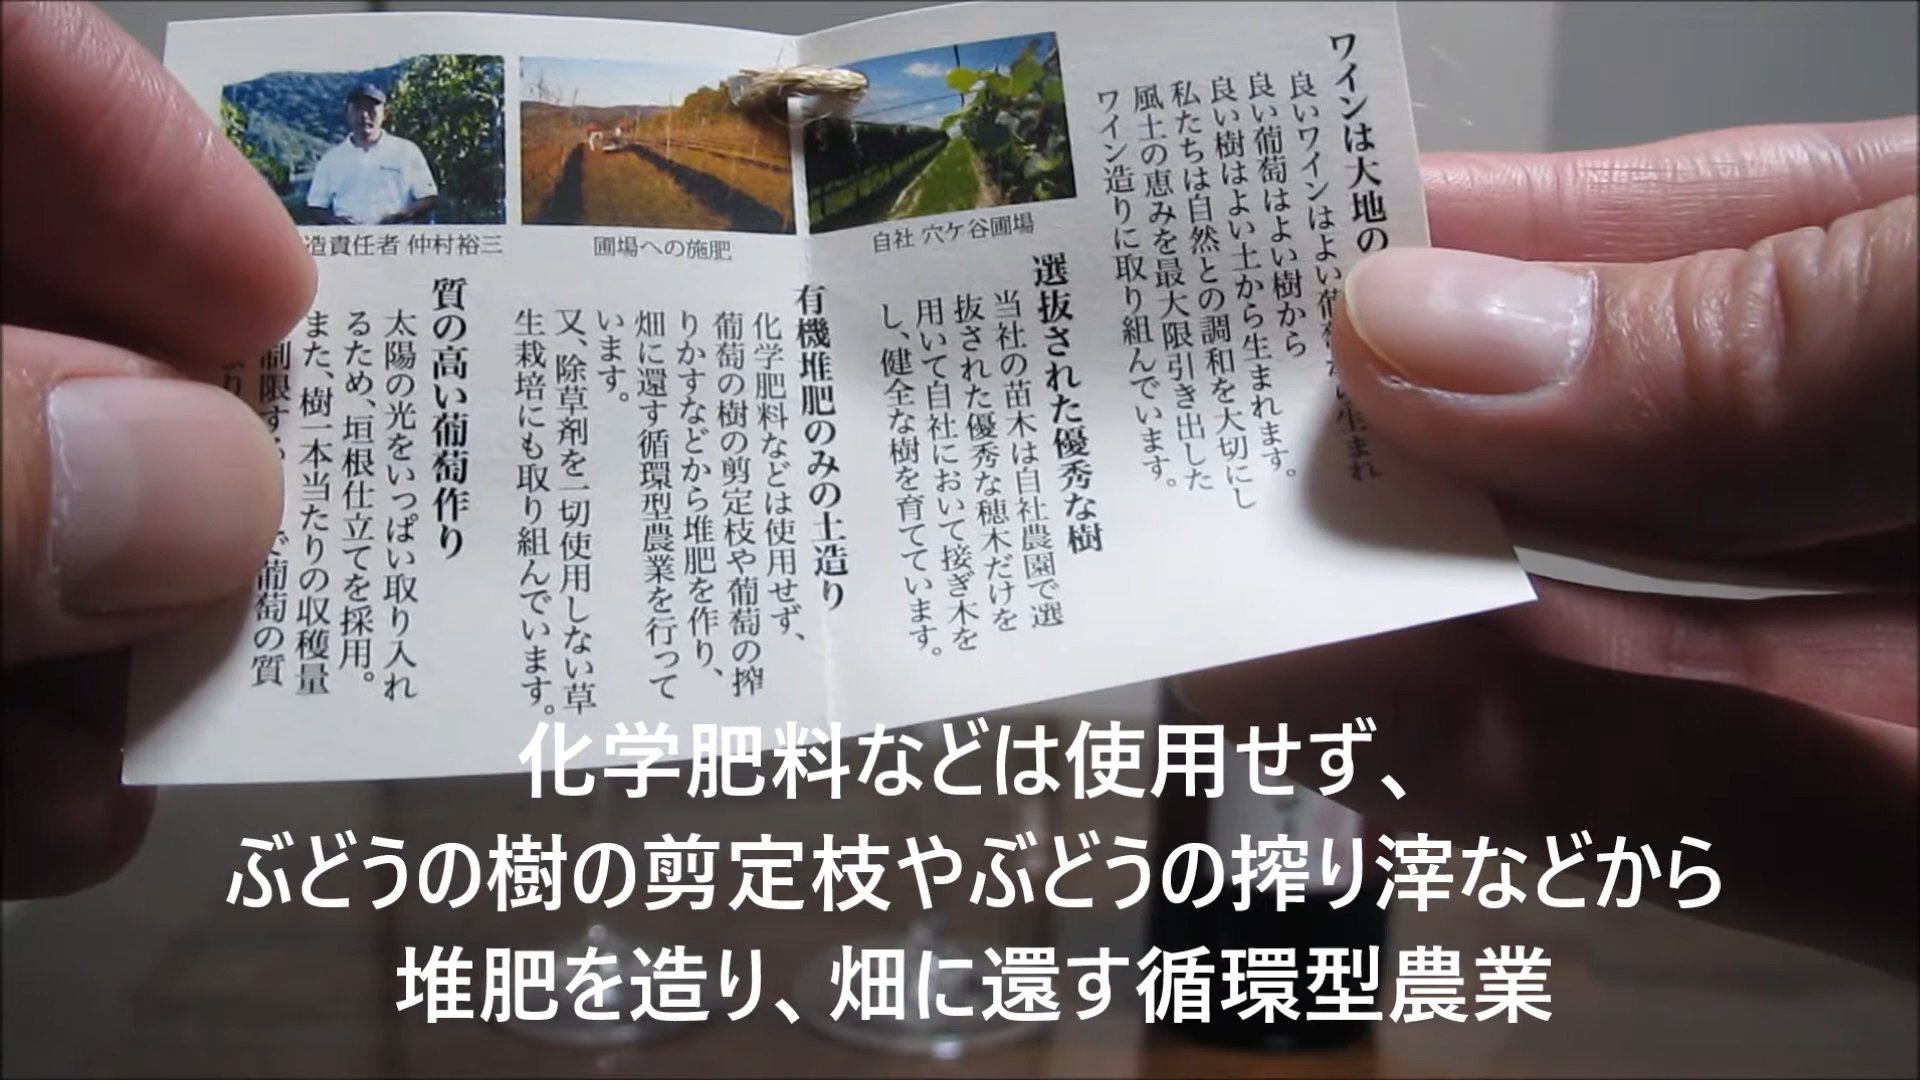 ワインは大地の
良いワインはよい葡萄から生まれ
良い葡萄はよい樹から
良い樹はよい土から生まれます。
私たちは自然との調和を大切にし
風土の恵みを最大限引き出した
ワイン造りに取り組んでいます。
自社 穴ケ谷圃場
選抜された優秀な樹
当社の苗木は自社農園で選
抜された優秀な穂木だけを
用いて自社において接ぎ木を
し、健全な樹を育てています。
圃場への施肥
有機堆肥のみの土造り
化学肥料などは使用せず、
葡萄の樹の剪定枝や葡萄の搾
りかすなどから堆肥を作り、
畑に還す循環型農業を行って
います。
又、除草剤を一切使用しない草
生栽培にも取り組んでいます。
造責任者 仲村裕三
質の高い葡萄作り
太陽の光をいっぱい取り入れ
るため、垣根仕立てを採用。
また、樹一本当たりの収穫量
制限す で葡萄の質
化学肥料などは使用せず、
ぶどうの樹の剪定枝やぶどうの搾り滓などから
堆肥を造り、畑に還す循環型農業